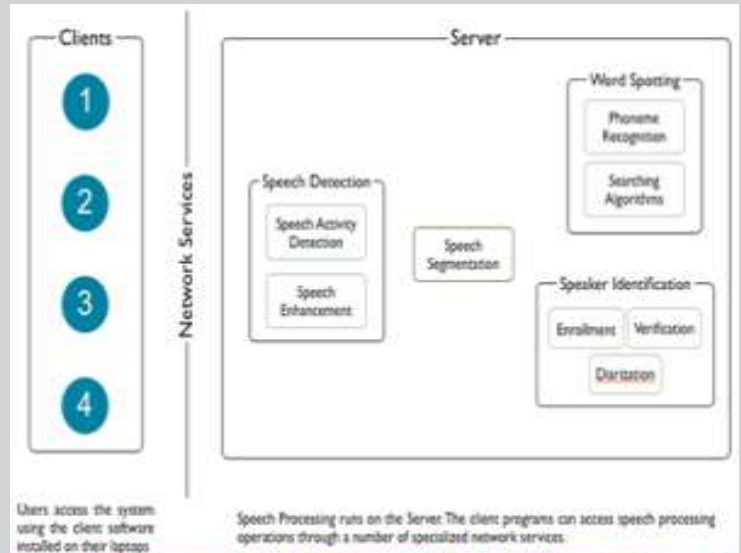 Clients
1
2
3
4
Network Services
Server
Speech Detection
Speech Activity
Detection
Speech
Enhancement
Speech
Segmentation
Word Spotting
Phoneme
Recognition
Searching
Algorithms
Speaker Identification
Enrollment
Verification
Diarization
Users access the system
using the client software
installed on their laptops
Speech Processing runs on the Server. The client programs can access speech processing
operations through a number of specialized network services.